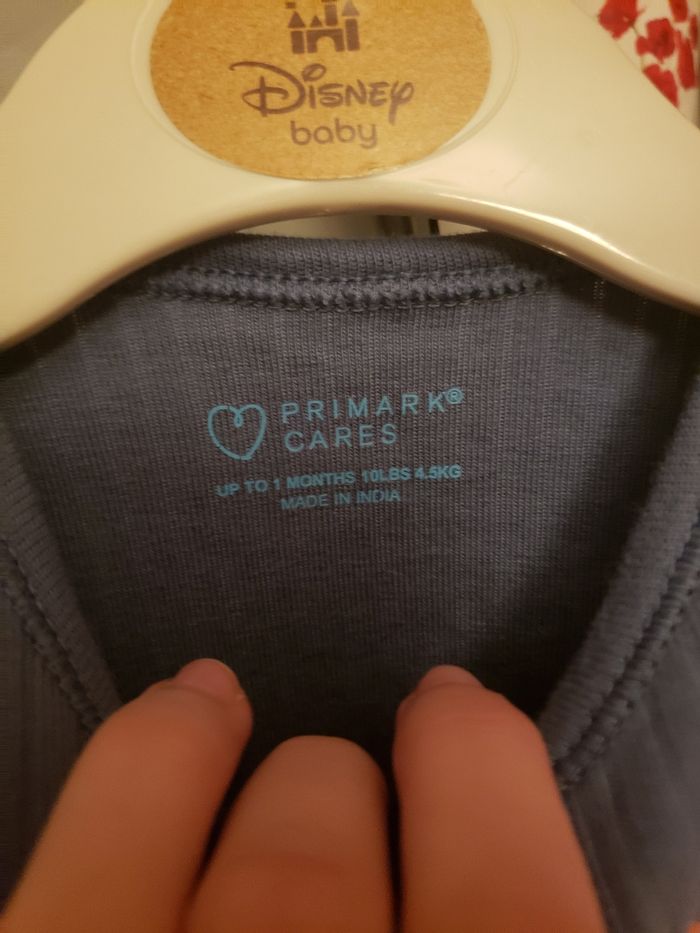 Disney
baby
PRIMARK®
CARES
UP TO 1 MONTHS 10LBS 4.5KG
MADE IN INDIA